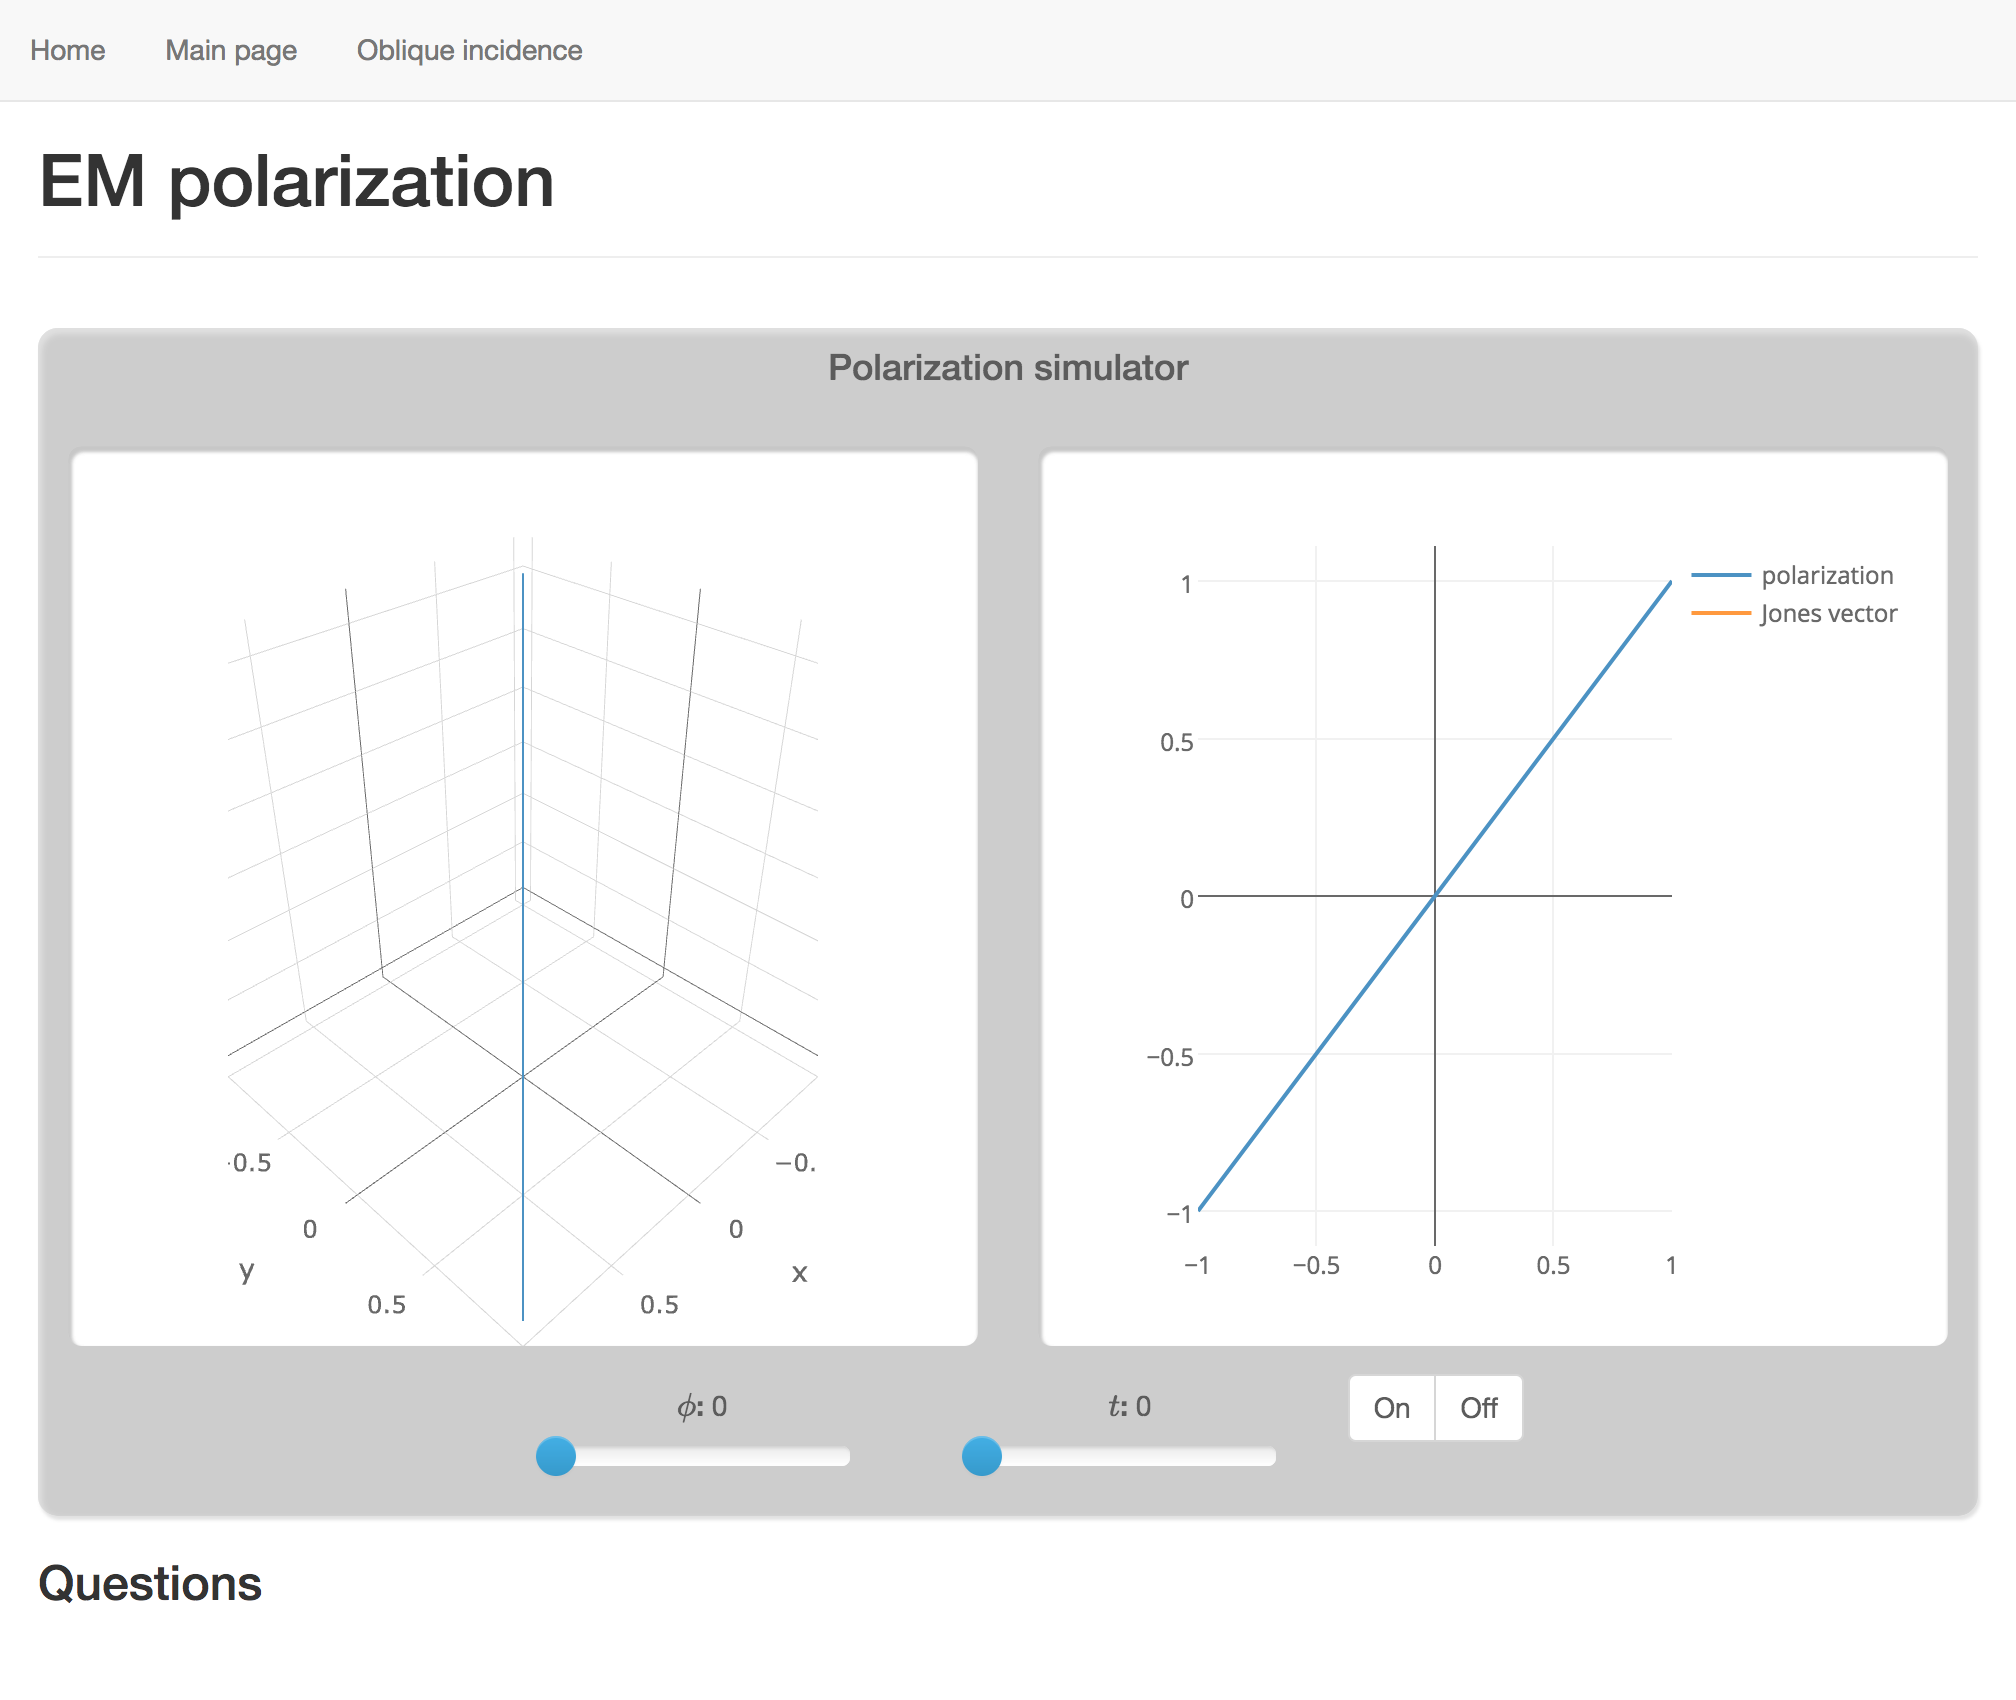 Home Main page Oblique incidence
EM polarization
Polarization simulator
polarization
Jones vector
1
0.5
0
−0.5
−1
−1 −0.5 0 0.5 1
0.5 −0.
0 0
y x
0.5 0.5
ϕ: 0 t: 0 On Off
Questions